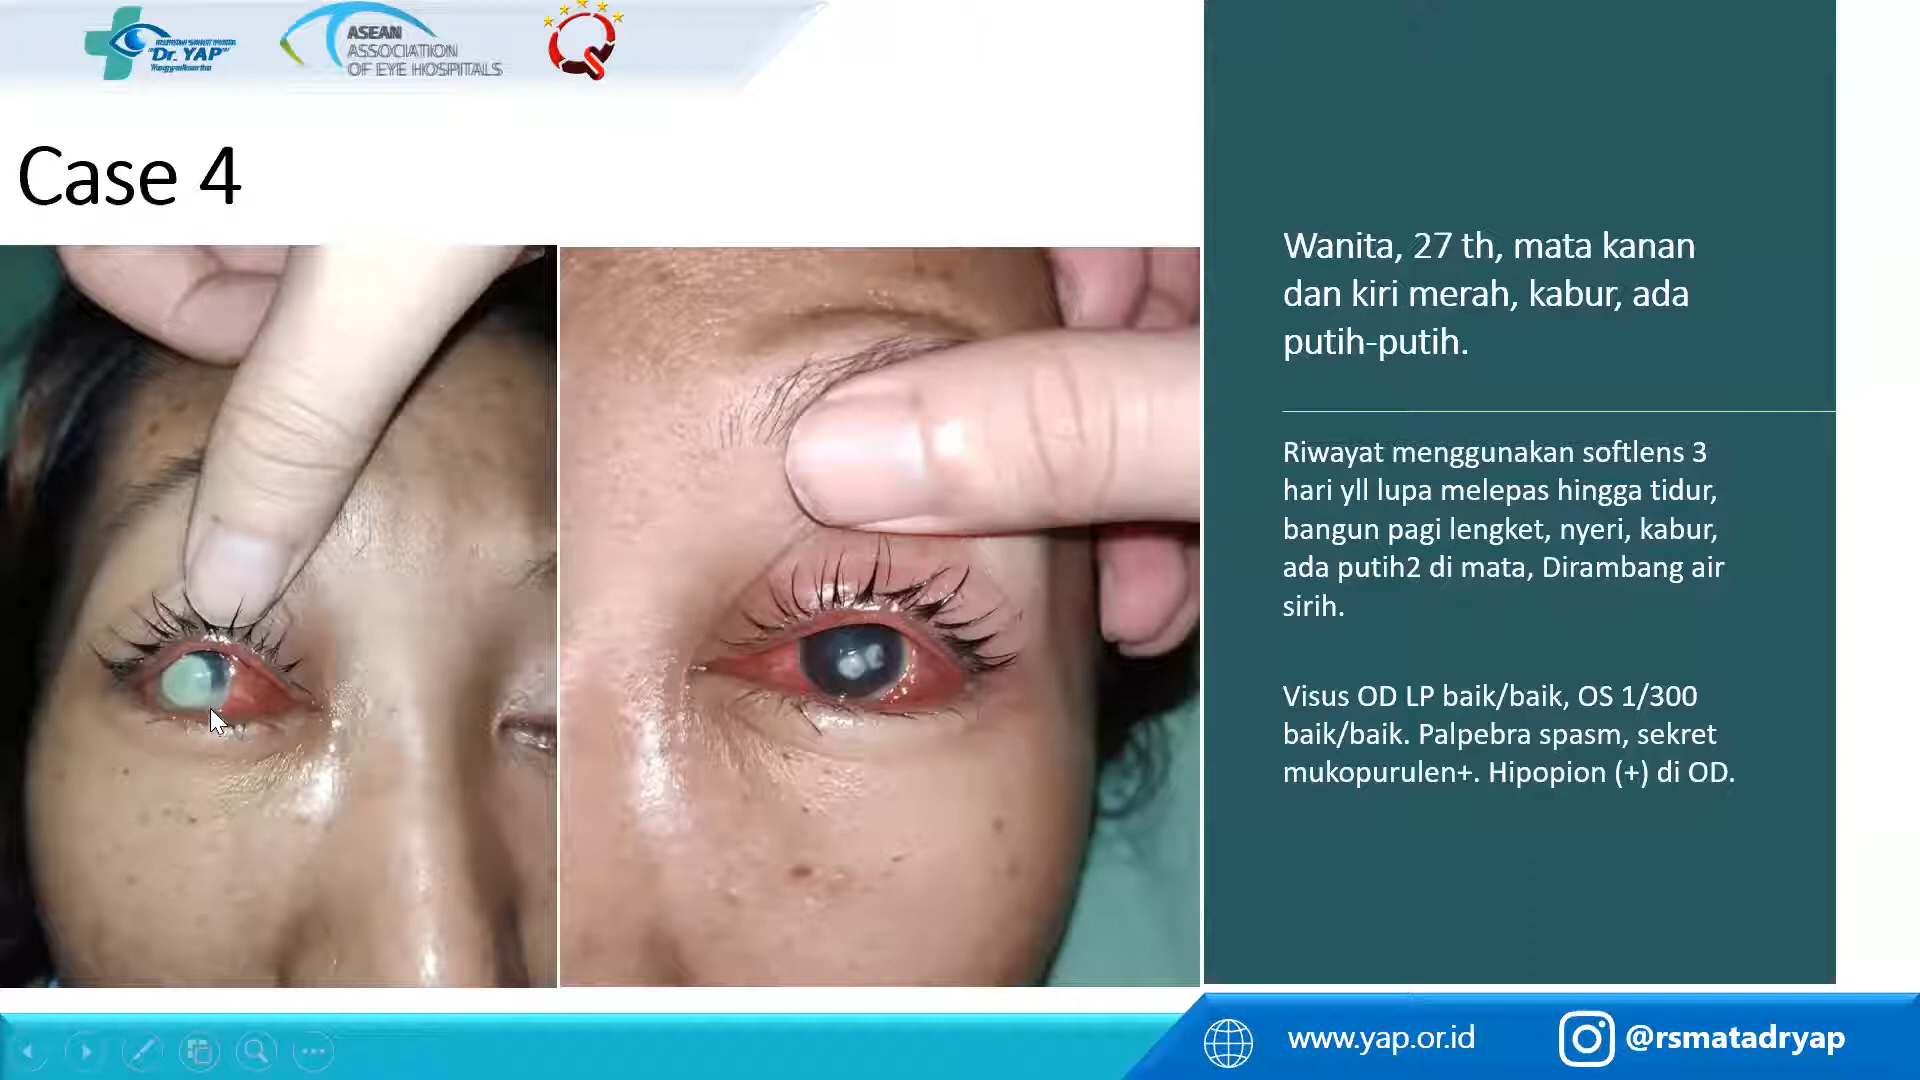 "Dr. YAP"
ASEAN
ASSOCIATION
OF EYE HOSPITALS
Case 4
Wanita, 27 th, mata kanan
dan kiri merah, kabur, ada
putih-putih.
Riwayat menggunakan softlens 3
hari yll lupa melepas hingga tidur,
bangun pagi lengket, nyeri, kabur,
ada putih2 di mata, Dirambang air
sirih.
Visus OD LP baik/baik, OS 1/300
baik/baik. Palpebra spasm, sekret
mukopurulen+. Hipopion (+) di OD.
www.yap.or.id
@rsmatadryap